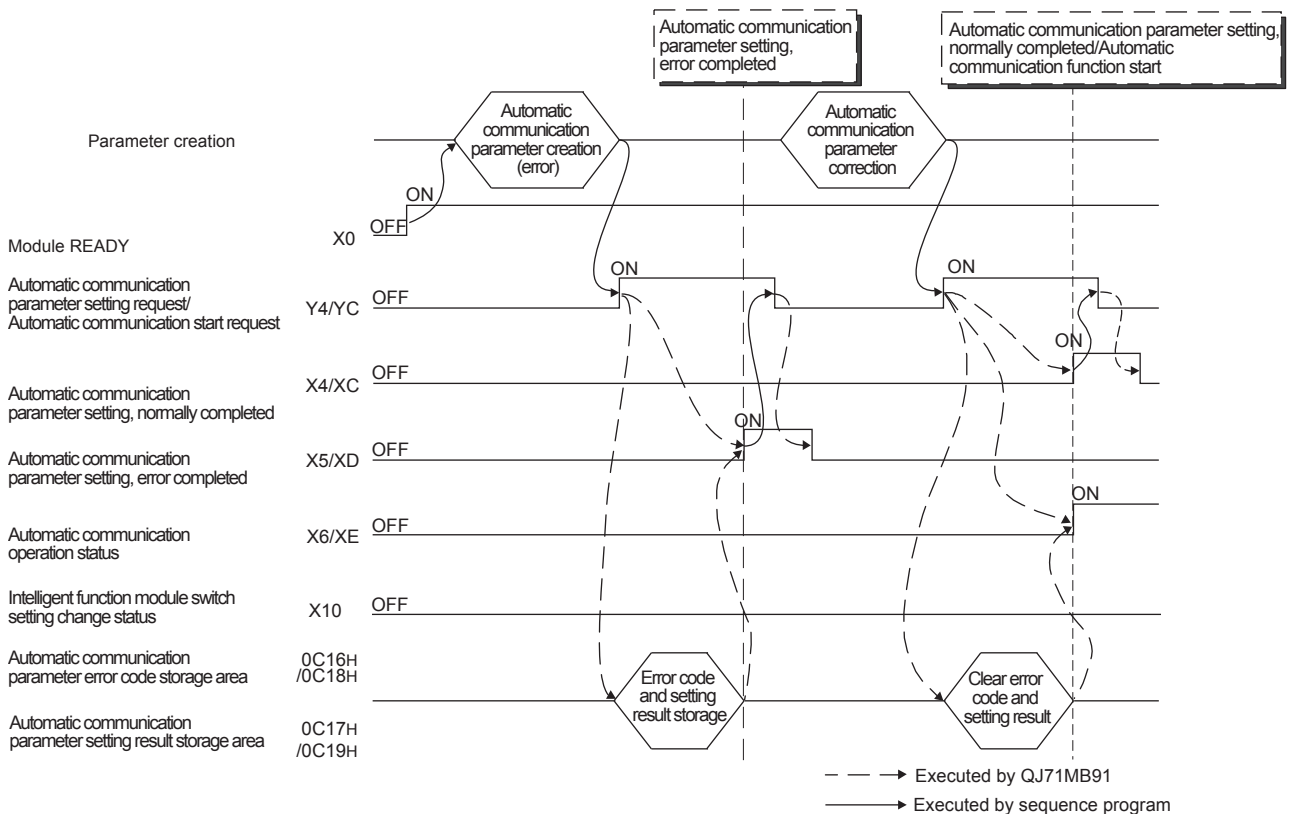 Automatic communication
parameter setting,
error completed
Automatic communication parameter setting,
normally completed/Automatic
communication function start
Parameter creation
Automatic
communication
parameter creation
(error)
Automatic
communication
parameter
correction
Module READY
X0
OFF
ON
Automatic communication
parameter setting request/
Automatic communication start request
Y4/YC
OFF
ON
ON
Automatic communication
parameter setting, normally completed
X4/XC
OFF
ON
Automatic communication
parameter setting, error completed
X5/XD
OFF
ON
Automatic communication
operation status
X6/XE
OFF
ON
Intelligent function module switch
setting change status
X10
OFF
Automatic communication
parameter error code storage area
0C16H
/0C18H
Error code
and setting
result storage
Clear error
code and
setting result
Automatic communication
parameter setting result storage area
0C17H
/0C19H
Executed by QJ71MB91
Executed by sequence program